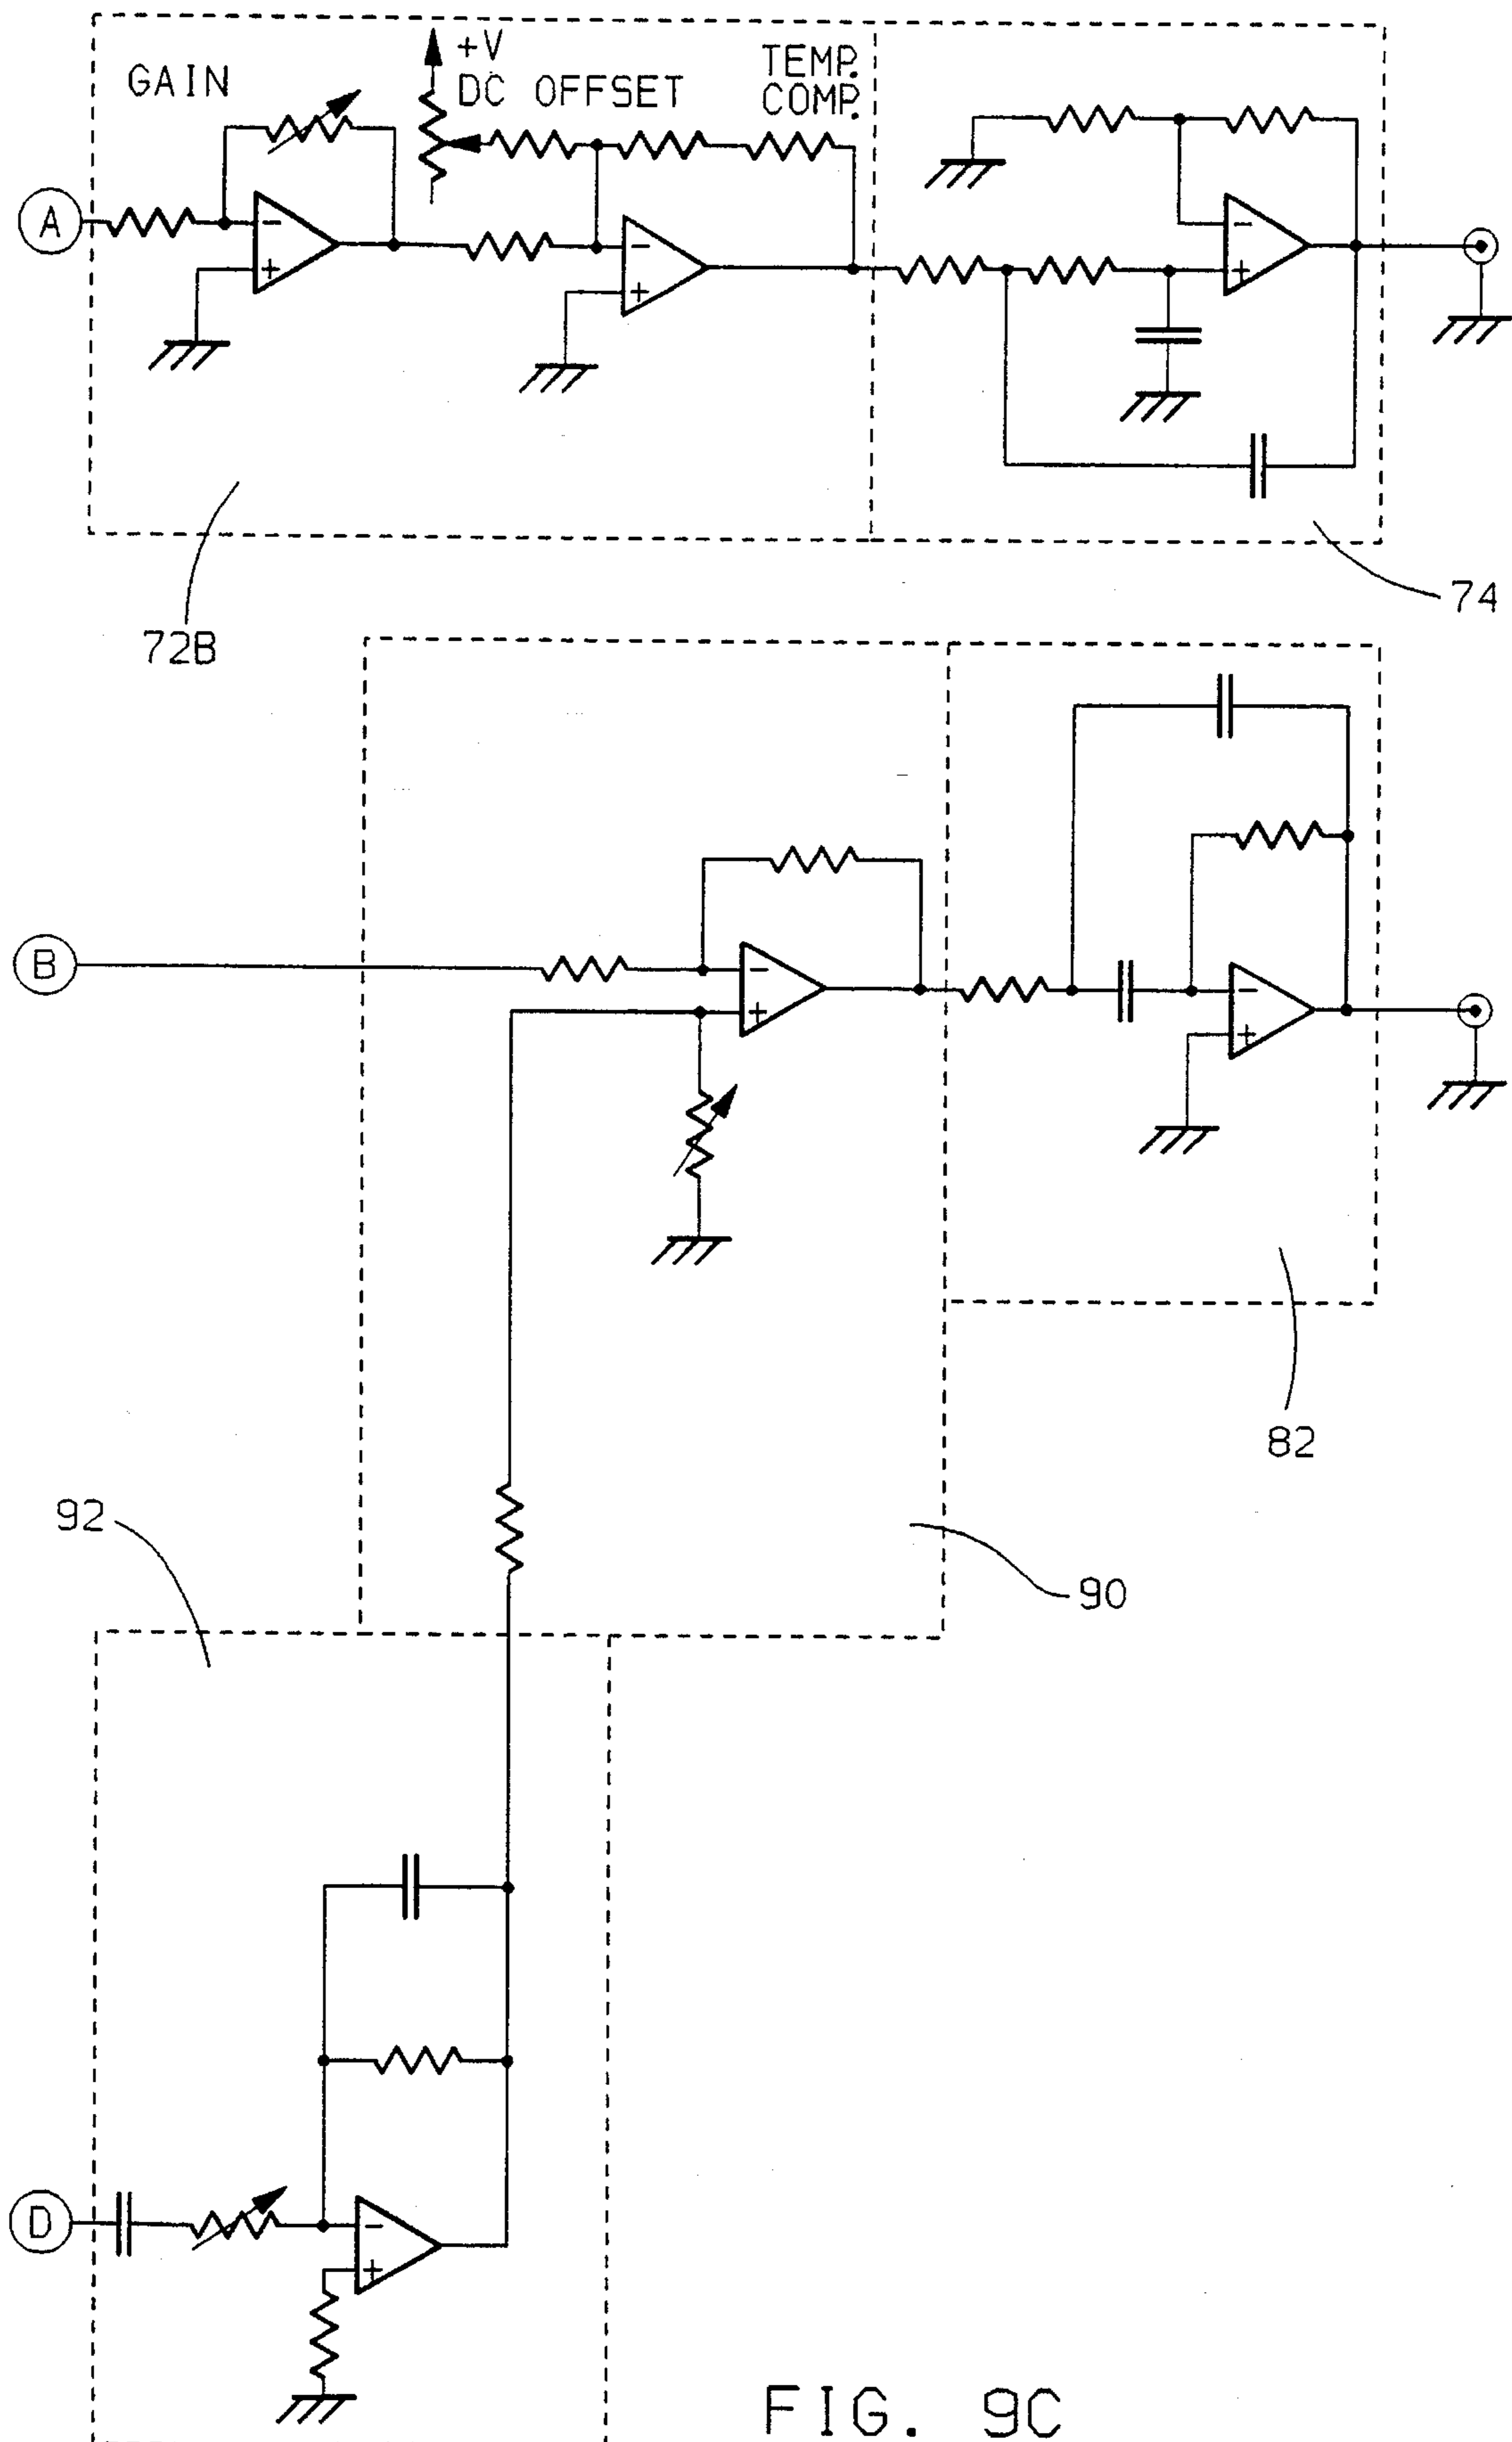 GAIN
+V
DC OFFSET
TEMP.
COMP.
A
-
+
-
+
-
+
72B
74
B
-
+
-
+
82
92
90
D
-
+
FIG. 9C